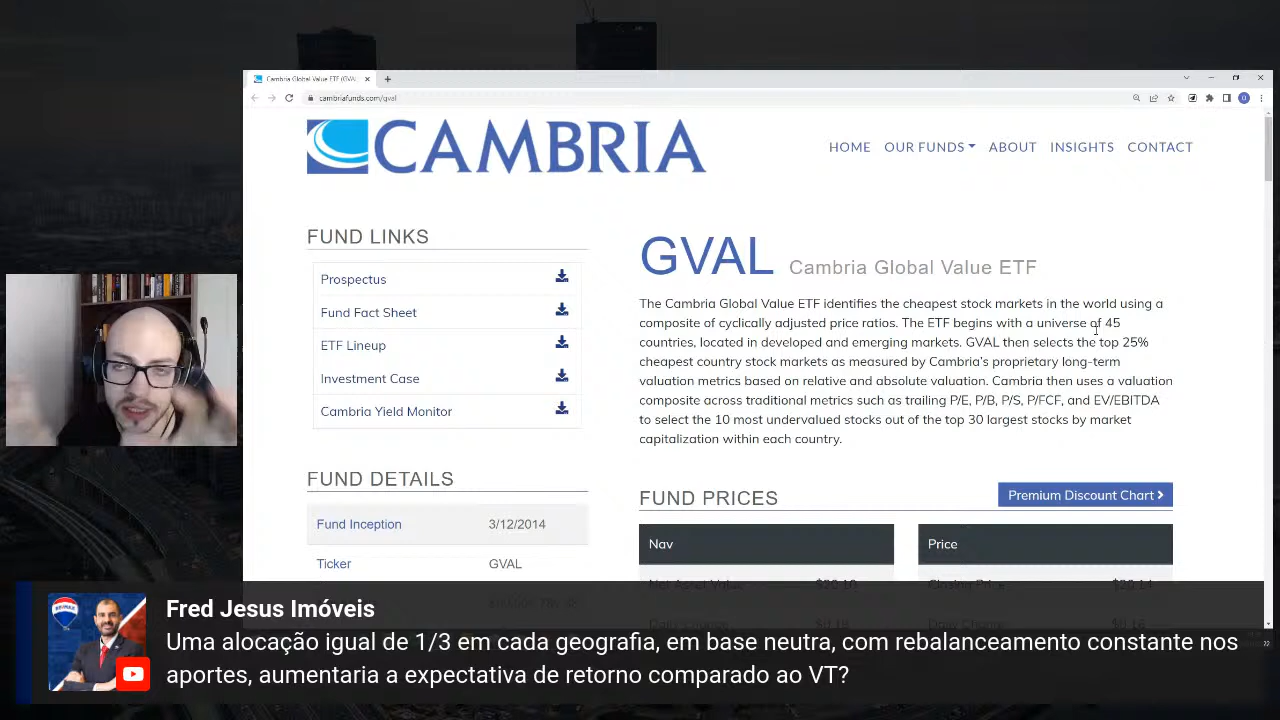 Cambria Global Value ETF (GVAL
cambriafunds.com/gval
CAMBRIA
HOME OUR FUNDS ABOUT INSIGHTS CONTACT
FUND LINKS
Prospectus
Fund Fact Sheet
ETF Lineup
Investment Case
Cambria Yield Monitor
FUND DETAILS
Fund Inception 3/12/2014
Ticker GVAL
GVAL Cambria Global Value ETF
The Cambria Global Value ETF identifies the cheapest stock markets in the world using a
composite of cyclically adjusted price ratios. The ETF begins with a universe of 45
countries, located in developed and emerging markets. GVAL then selects the top 25%
cheapest country stock markets as measured by Cambria's proprietary long-term
valuation metrics based on relative and absolute valuation. Cambria then uses a valuation
composite across traditional metrics such as trailing P/E, P/B, P/S, P/FCF, and EV/EBITDA
to select the 10 most undervalued stocks out of the top 30 largest stocks by market
capitalization within each country.
FUND PRICES
Premium Discount Chart
Nav
Price
Fred Jesus Imóveis
Uma alocação igual de 1/3 em cada geografia, em base neutra, com rebalanceamento constante nos
aportes, aumentaria a expectativa de retorno comparado ao VT?